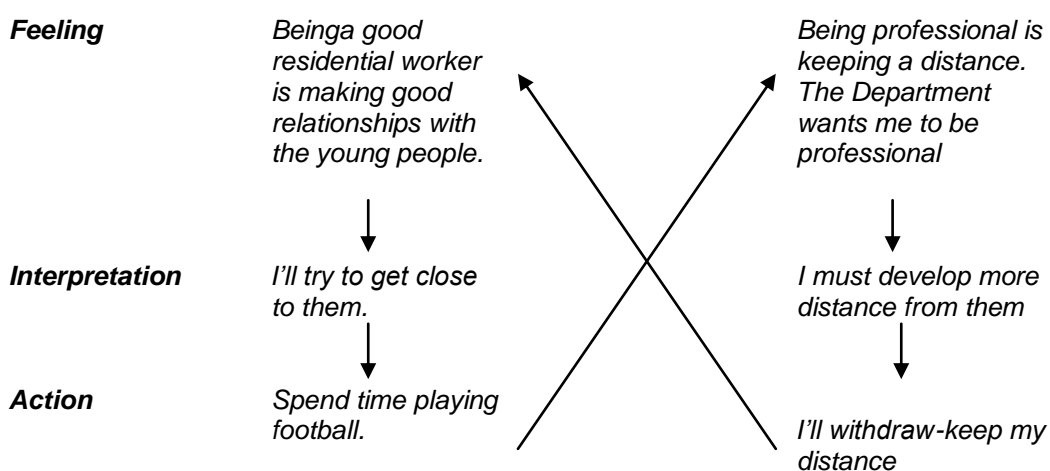 Feeling
Beinga good
residential worker
is making good
relationships with
the young people.
Being professional is
keeping a distance.
The Department
wants me to be
professional
Interpretation
I'll try to get close
to them.
I must develop more
distance from them
Action
Spend time playing
football.
I'll withdraw-keep my
distance